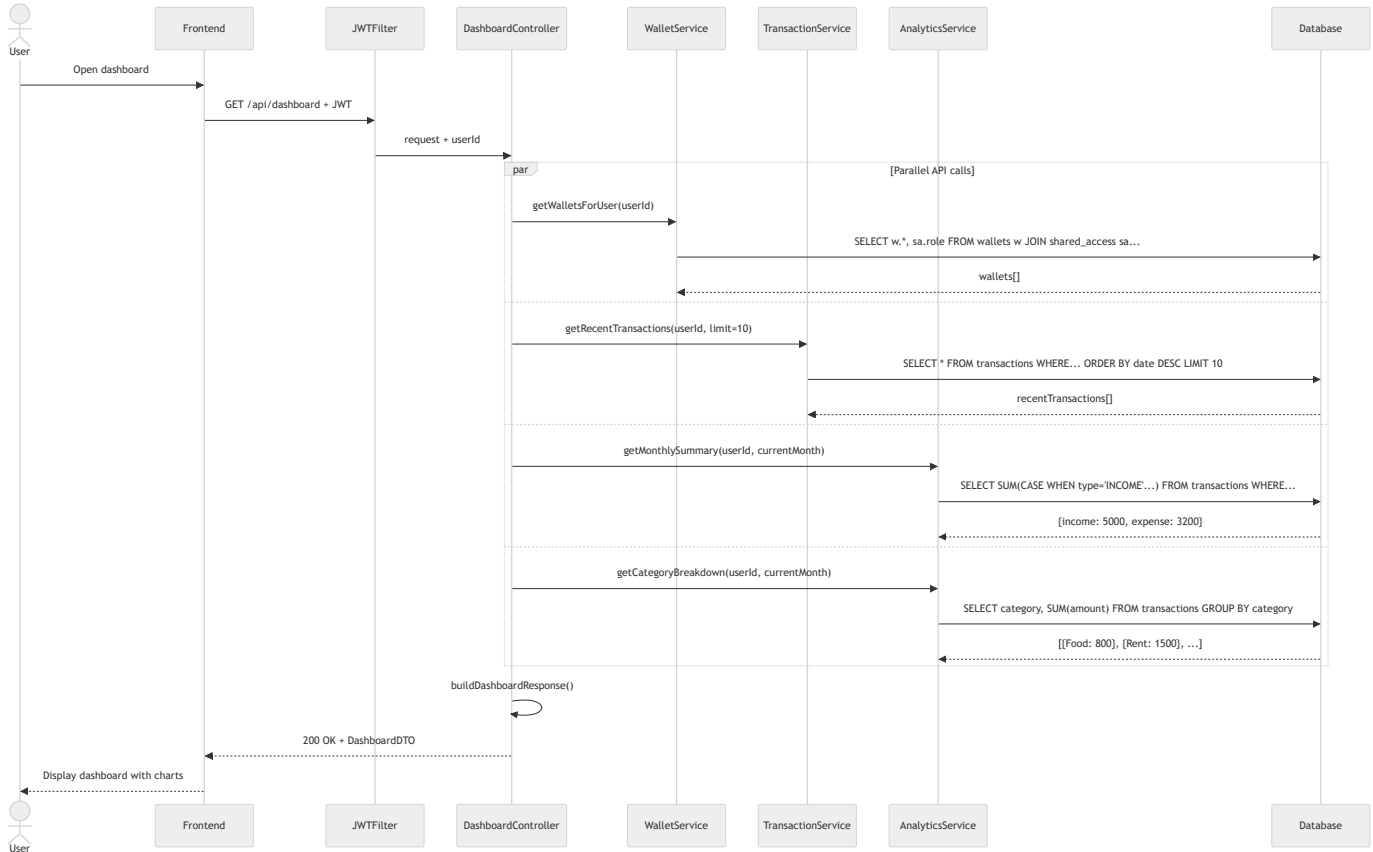 User
Frontend
JWTFilter
DashboardController
WalletService
TransactionService
AnalyticsService
Database
Open dashboard
GET /api/dashboard + JWT
request + userId
par
[Parallel API calls]
getWalletsForUser(userId)
SELECT w.*, sa.role FROM wallets w JOIN shared_access sa...
wallets[]
getRecentTransactions(userId, limit=10)
SELECT * FROM transactions WHERE... ORDER BY date DESC LIMIT 10
recentTransactions[]
getMonthlySummary(userId, currentMonth)
SELECT SUM(CASE WHEN type='INCOME'...) FROM transactions WHERE...
{income: 5000, expense: 3200}
getCategoryBreakdown(userId, currentMonth)
SELECT category, SUM(amount) FROM transactions GROUP BY category
[{Food: 800}, {Rent: 1500}, ...]
buildDashboardResponse()
200 OK + DashboardDTO
Display dashboard with charts
User
Frontend
JWTFilter
DashboardController
WalletService
TransactionService
AnalyticsService
Database